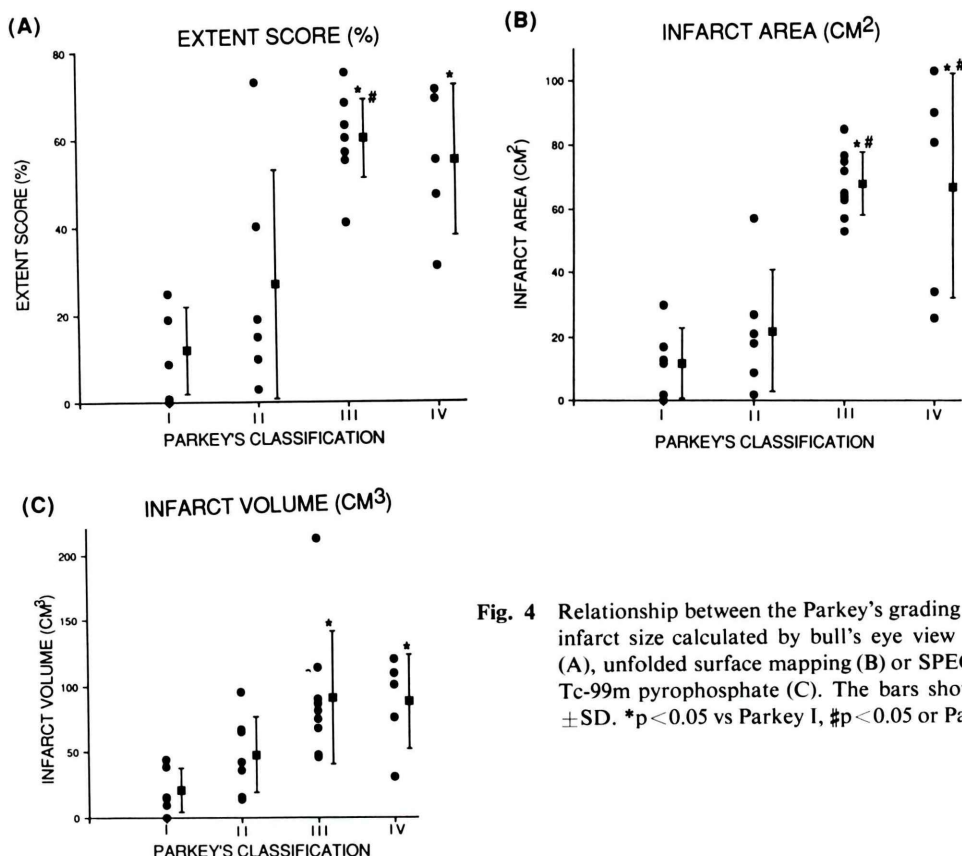 (A)
EXTENT SCORE (%)
80
60
40
20
0
EXTENT SCORE (%)
* #
*
I II III IV
PARKEY'S CLASSIFICATION
(B)
INFARCT AREA (CM2)
100
80
60
40
20
0
INFARCT AREA (CM2)
* #
* #
I II III IV
PARKEY'S CLASSIFICATION
(C)
INFARCT VOLUME (CM3)
200
150
100
50
0
INFARCT VOLUME (CM3)
*
*
I II III IV
PARKEY'S CLASSIFICATION
Fig. 4 Relationship between the Parkey's grading
infarct size calculated by bull's eye view
(A), unfolded surface mapping (B) or SPEC
Tc-99m pyrophosphate (C). The bars sho
±SD. *p<0.05 vs Parkey I, #p<0.05 or Pa